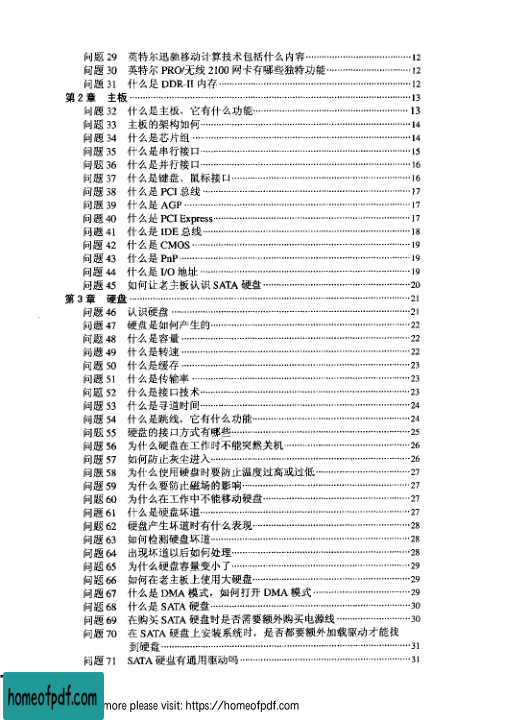 问题 29 英特尔迅驰移动计算技术包括什么内容……12
问题 30 英特尔 PRO/无线 2100 网卡有哪些独特功能……12
问题 31 什么是 DDR-II 内存……12
第 2 章 主板……13
问题 32 什么是主板，它有什么功能……13
问题 33 主板的架构如何……14
问题 34 什么是芯片组……14
问题 35 什么是串行接口……15
问题 36 什么是并行接口……16
问题 37 什么是键盘、鼠标接口……16
问题 38 什么是 PCI 总线……17
问题 39 什么是 AGP……17
问题 40 什么是 PCI Express……17
问题 41 什么是 IDE 总线……18
问题 42 什么是 CMOS……19
问题 43 什么是 PnP……19
问题 44 什么是 I/O 地址……19
问题 45 如何让老主板认识 SATA 硬盘……20
第 3 章 硬盘……21
问题 46 认识硬盘……21
问题 47 硬盘是如何产生的……22
问题 48 什么是容量……22
问题 49 什么是转速……22
问题 50 什么是缓存……23
问题 51 什么是传输率……23
问题 52 什么是接口技术……23
问题 53 什么是寻道时间……24
问题 54 什么是跳线，它有什么功能……24
问题 55 硬盘的接口方式有哪些……25
问题 56 为什么硬盘在工作时不能突然关机……26
问题 57 如何防止灰尘进入……26
问题 58 为什么使用硬盘时要防止温度过高或过低……27
问题 59 为什么要防止磁场的影响……27
问题 60 为什么在工作中不能移动硬盘……27
问题 61 什么是硬盘坏道……27
问题 62 硬盘产生坏道时有什么表现……28
问题 63 如何检测硬盘坏道……28
问题 64 出现坏道以后如何处理……28
问题 65 为什么硬盘容量变小了……29
问题 66 如何在老主板上使用大硬盘……29
问题 67 什么是 DMA 模式，如何打开 DMA 模式……29
问题 68 什么是 SATA 硬盘……30
问题 69 在购买 SATA 硬盘时是否需要额外购买电源线……30
问题 70 在 SATA 硬盘上安装系统时，是否都要额外加载驱动才能找
到硬盘……31
问题 71 SATA 硬盘有通用驱动吗……31
homeofpdf.com
more please visit: https://homeofpdf.com